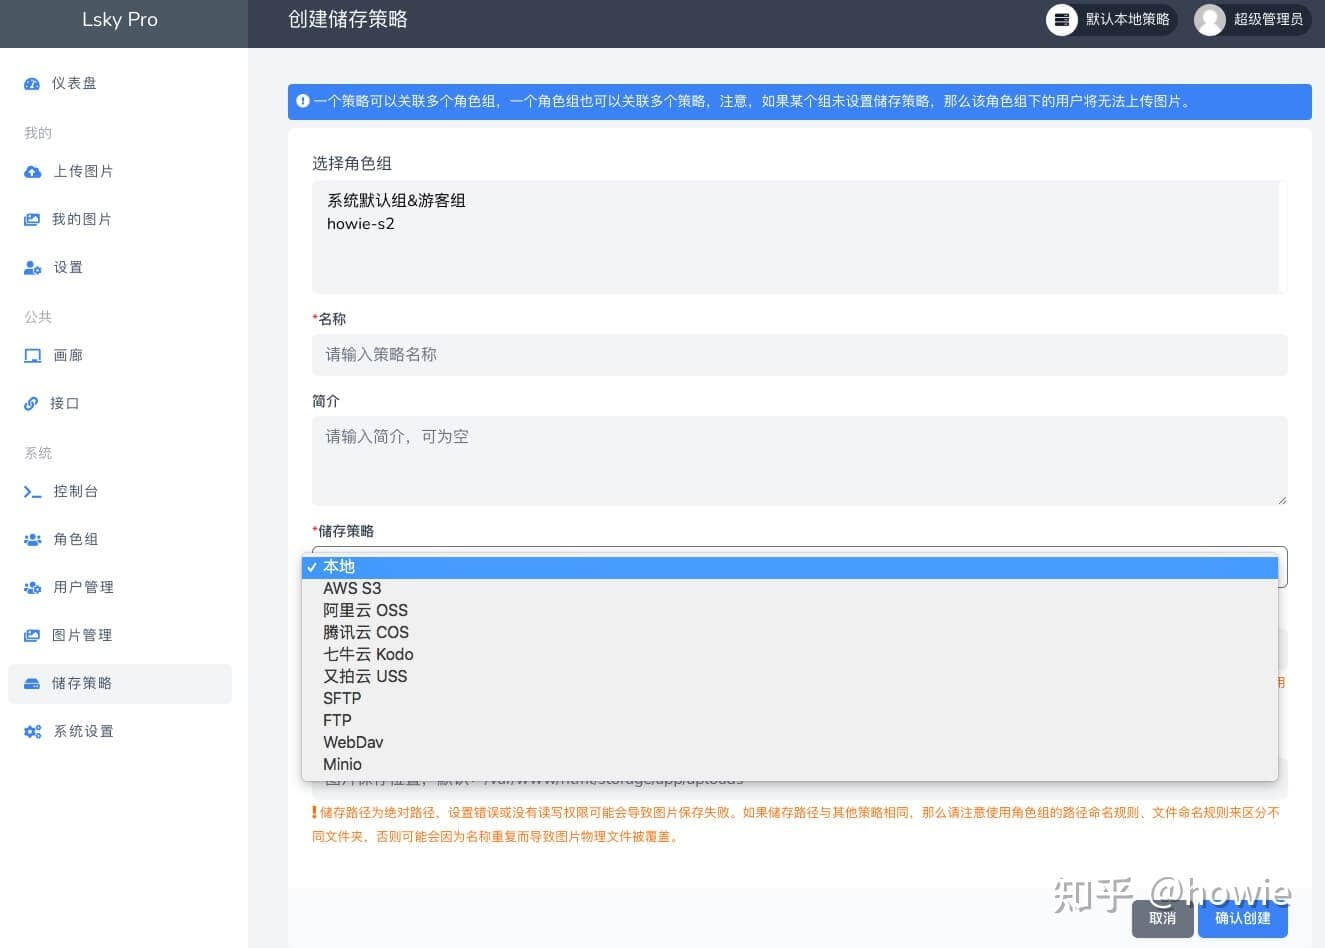 Lsky Pro
创建储存策略
默认本地策略
超级管理员
仪表盘
我的
上传图片
我的图片
设置
公共
画廊
接口
系统
控制台
角色组
用户管理
图片管理
储存策略
系统设置
一个策略可以关联多个角色组，一个角色组也可以关联多个策略，注意，如果某个组未设置储存策略，那么该角色组下的用户将无法上传图片。
选择角色组
系统默认组&游客组
howie-s2
*名称
请输入策略名称
简介
请输入简介，可为空
*储存策略
✓ 本地
AWS S3
阿里云 OSS
腾讯云 COS
七牛云 Kodo
又拍云 USS
SFTP
FTP
WebDav
Minio
用
储存路径为绝对路径，设置错误或没有读写权限可能会导致图片保存失败。如果储存路径与其他策略相同，那么请注意使用角色组的路径命名规则、文件命名规则来区分不
同文件夹，否则可能会因为名称重复而导致图片物理文件被覆盖。
知乎 @howie
取消
确认创建